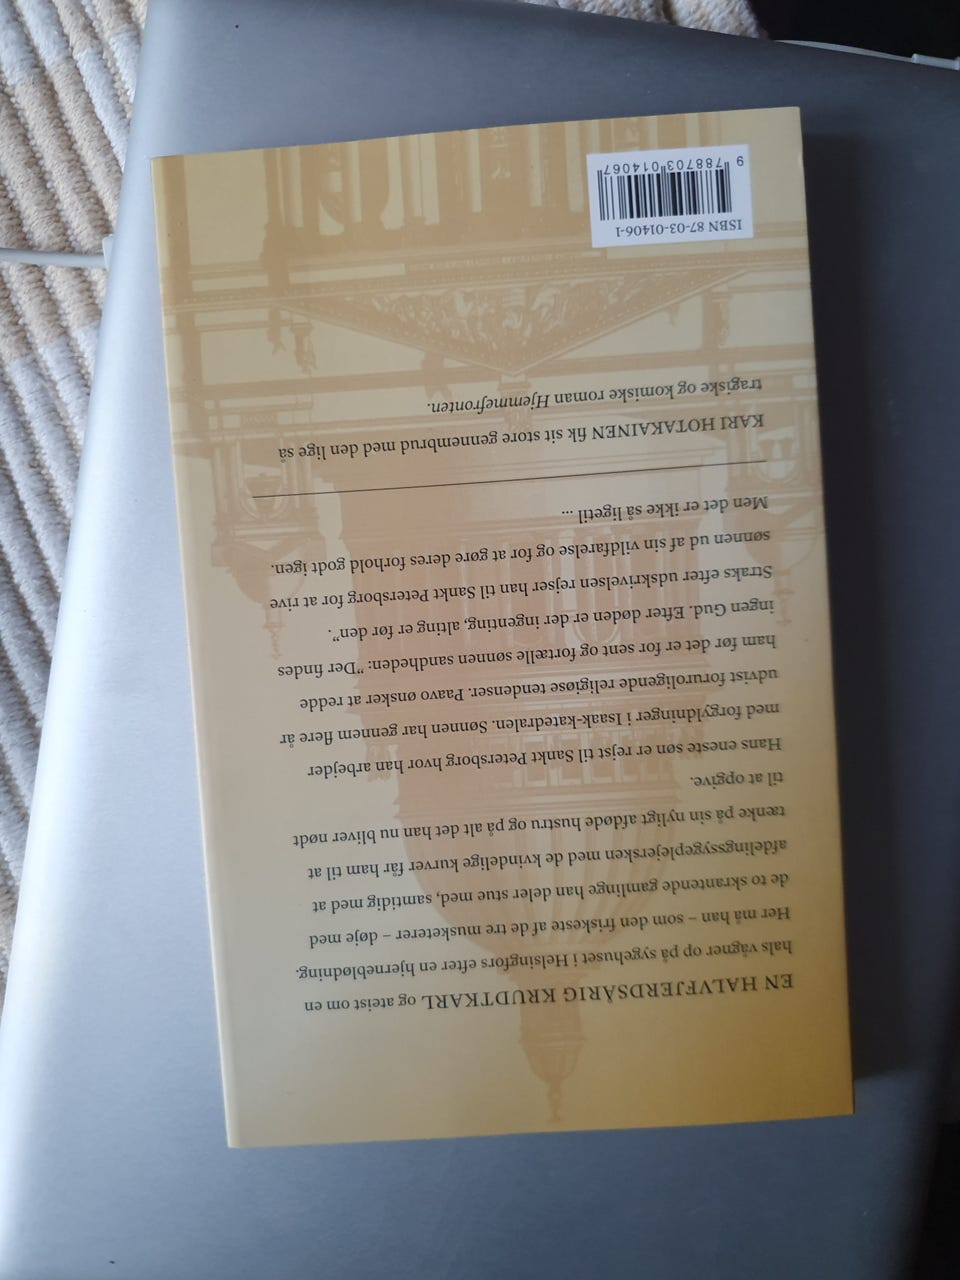 EN HALVFJERDSÅRIG KRUDTKARL og ateist om en
hals vågner op på sygehuset i Helsingfors efter en hjerneblødning.
Her må han – som den friskeste af de tre musketerer – døje med
de to skrantende gamlinge han deler stue med, samtidig med at
afdelingssygeplejersken med de kvindelige kurver får ham til at
tænke på sin nyligt afdøde hustru og på alt det han nu bliver nødt
til at opgive.
Hans eneste søn er rejst til Sankt Petersborg hvor han arbejder
med forgyldninger i Isaak-katedralen. Sønnen har gennem flere år
udvist foruroligende religiøse tendenser. Paavo ønsker at redde
ham før det er for sent og fortælle sønnen sandheden: ”Der findes
ingen Gud. Efter døden er der ingenting, alting er før den”.
Straks efter udskrivelsen rejser han til Sankt Petersborg for at rive
sønnen ud af sin vildfarelse og for at gøre deres forhold godt igen.
Men det er ikke så ligetil ...
KARI HOTAKAINEN fik sit store gennembrud med den lige så
tragiske og komiske roman Hjemmefronten.
ISBN 87-03-01406-1
9 788703 014067